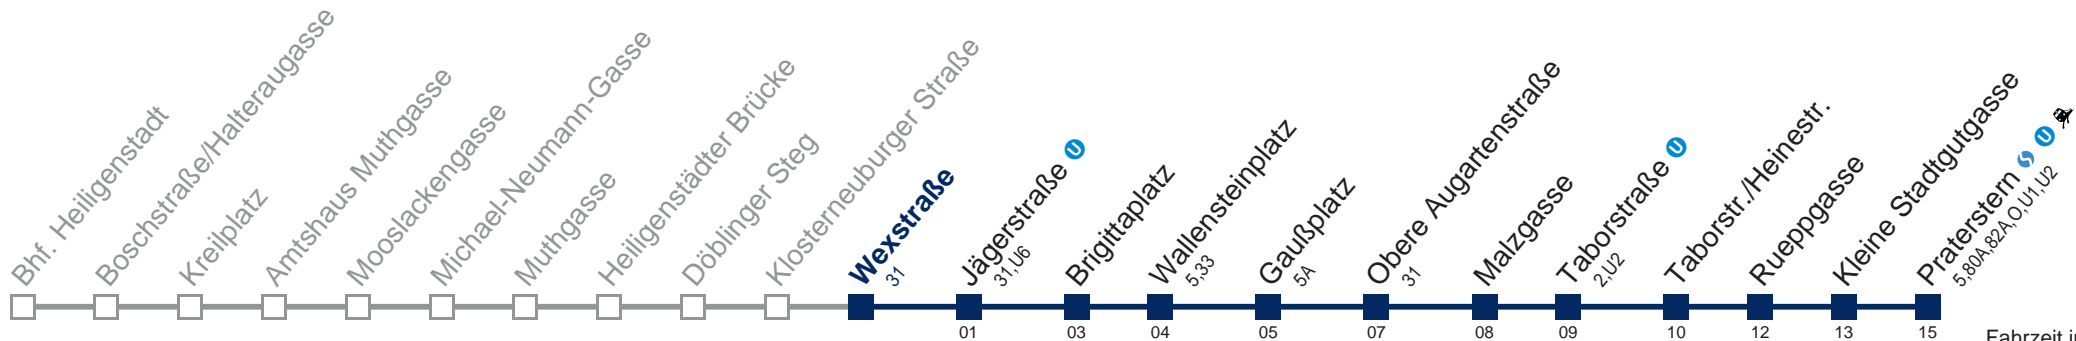 Bhf. Heiligenstadt
Boschstraße/Halteraugasse
Kreilplatz
Amtshaus Muthgasse
Mooslackengasse
Michael-Neumann-Gasse
Muthgasse
Heiligenstädter Brücke
Döblinger Steg
Klosterneuburger Straße
Wexstraße
31
Jägerstraße U
31,U6
Brigittaplatz
Wallensteinplatz
5,33
Gaußplatz
5A
Obere Augartenstraße
31
Malzgasse
Taborstraße U
2,U2
Taborstr./Heinestr.
Rueppgasse
Kleine Stadtgutgasse
Praterstern S U
5,80A,82A,O,U1,U2
01 03 04 05 07 08 09 10 12 13 15
Fahrzeit